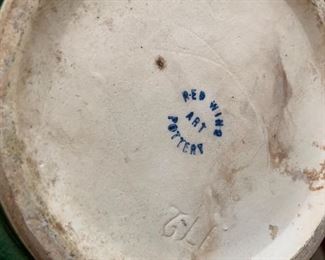 RED WING
ART
POTTERY
172